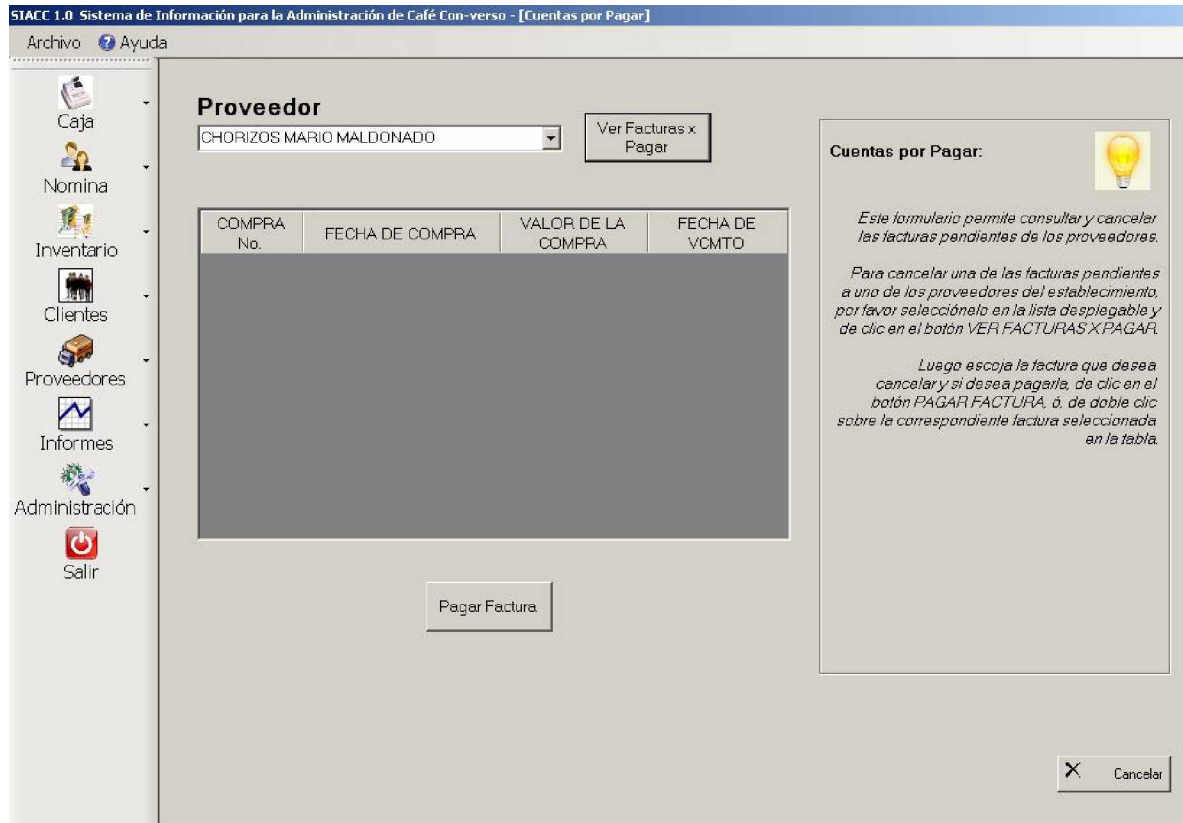 SIACC 1.0 Sistema de Información para la Administración de Café Con-verso - [Cuentas por Pagar]
Archivo Ayuda
Caja
Nomina
Inventario
Clientes
Proveedores
Informes
Administración
Salir
Proveedor
CHORIZOS MARIO MALDONADO
Ver Facturas x
Pagar
COMPRA
No.
FECHA DE COMPRA
VALOR DE LA
COMPRA
FECHA DE
VCMTO
Pagar Factura
Cuentas por Pagar:
Este formulario permite consultar y cancelar
las facturas pendientes de los proveedores.
Para cancelar una de las facturas pendientes
a uno de los proveedores del establecimiento,
por favor selecciónelo en la lista desplegable y
de clic en el botón VER FACTURAS X PAGAR.
Luego escoja la factura que desea
cancelar y si desea pagarla, de clic en el
botón PAGAR FACTURA, ó, de doble clic
sobre la correspondiente factura seleccionada
en la tabla.
Cancelar